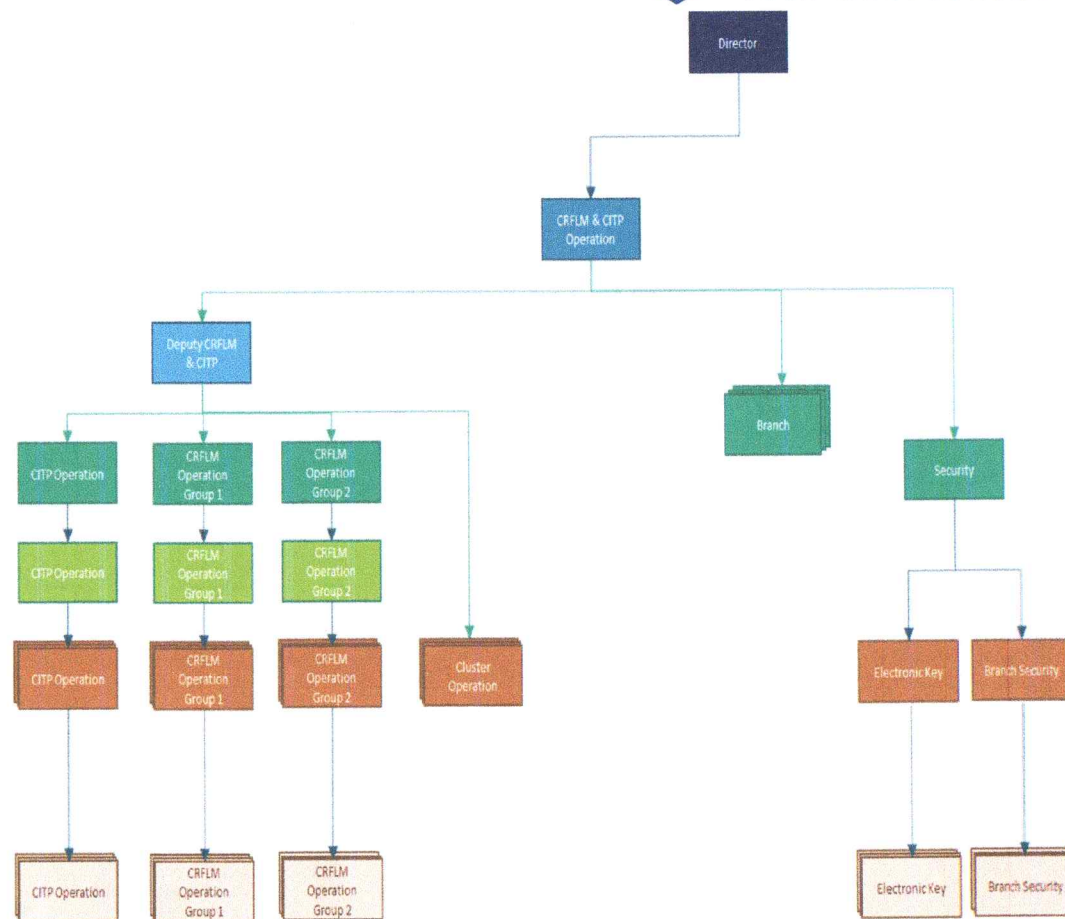 Director
CRFLM & CITP
Operation
Deputy CRFLM
& CITP
Branch
CITP Operation
CRFLM
Operation
Group 1
CRFLM
Operation
Group 2
Security
CITP Operation
CRFLM
Operation
Group 1
CRFLM
Operation
Group 2
CITP Operation
CRFLM
Operation
Group 1
CRFLM
Operation
Group 2
Cluster
Operation
Electronic Key
Branch Security
CITP Operation
CRFLM
Operation
Group 1
CRFLM
Operation
Group 2
Electronic Key
Branch Security